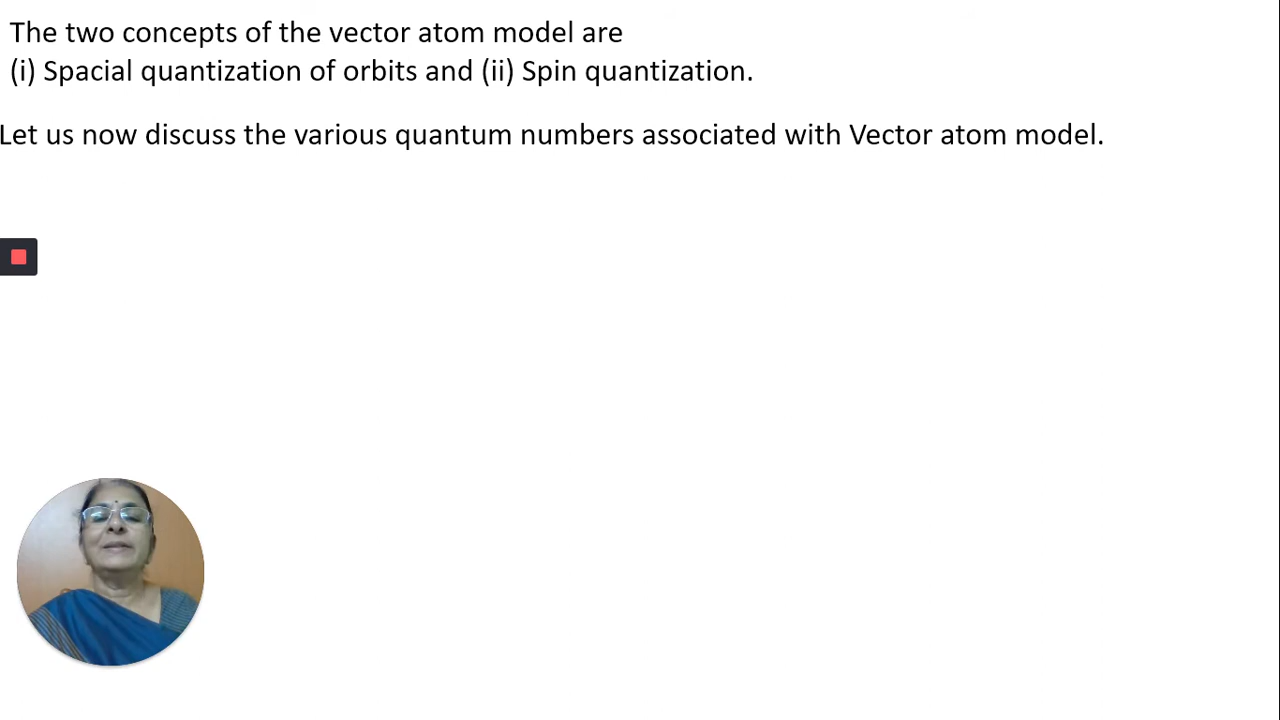 The two concepts of the vector atom model are
(i) Spacial quantization of orbits and (ii) Spin quantization.
Let us now discuss the various quantum numbers associated with Vector atom model.